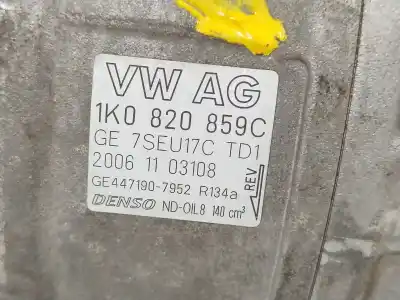 VW AG
1K0 820 859C
GE 7SEU17C TD1
2006 11 03108
GE447190-7952 R134a
DENSO ND-OIL8 140 cm³
REV